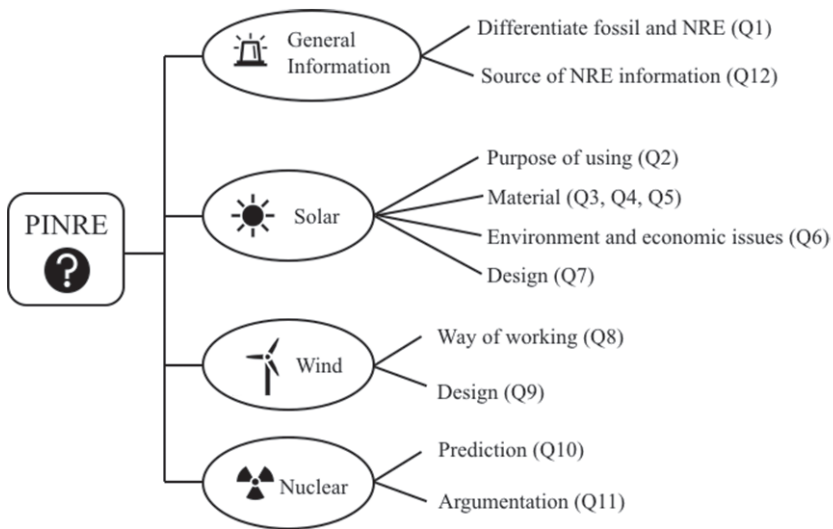 PINRE
?
General
Information
Differentiate fossil and NRE (Q1)
Source of NRE information (Q12)
Solar
Purpose of using (Q2)
Material (Q3, Q4, Q5)
Environment and economic issues (Q6)
Design (Q7)
Wind
Way of working (Q8)
Design (Q9)
Nuclear
Prediction (Q10)
Argumentation (Q11)